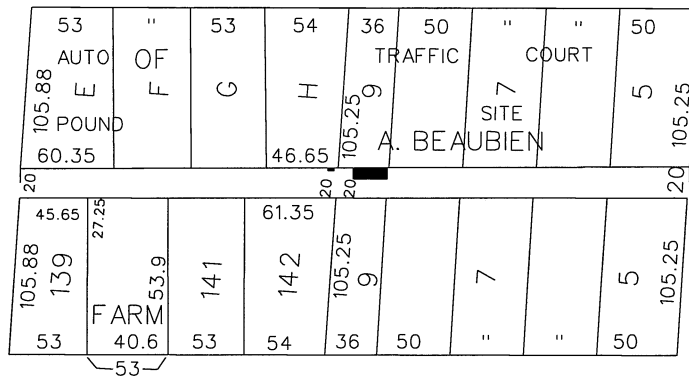 53 " 53 54 36 50 " " 50
AUTO OF TRAFFIC COURT
105.88 E F G H 105.25 9 7 5 105.25
POUND SITE
A. BEAUBIEN
60.35 46.65
20 20 20 20
45.65 27.25 61.35
105.88 139 53.9 141 142 105.25 9 7 5 105.25
FARM
53 40.6 53 54 36 50 " " 50
53